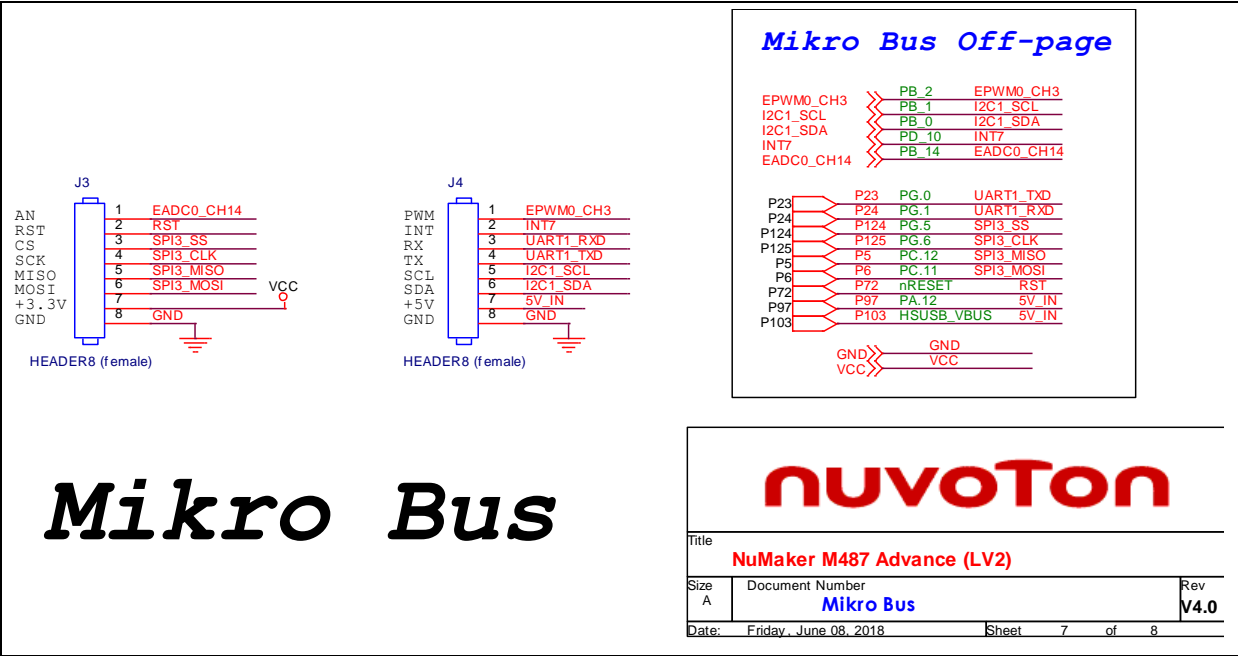 Mikro Bus Off-page
EPWM0_CH3 PB_2 EPWM0_CH3
I2C1_SCL PB_1 I2C1_SCL
I2C1_SDA PB_0 I2C1_SDA
INT7 PD_10 INT7
EADC0_CH14 PB_14 EADC0_CH14
P23 P23 PG.0 UART1_TXD
P24 P24 PG.1 UART1_RXD
P124 P124 PG.5 SPI3_SS
P125 P125 PG.6 SPI3_CLK
P5 P5 PC.12 SPI3_MISO
P6 P6 PC.11 SPI3_MOSI
P72 P72 nRESET RST
P97 P97 PA.12 5V_IN
P103 P103 HSUSB_VBUS 5V_IN
GND GND
VCC VCC
J3
AN 1 EADC0_CH14
RST 2 RST
CS 3 SPI3_SS
SCK 4 SPI3_CLK
MISO 5 SPI3_MISO
MOSI 6 SPI3_MOSI VCC
+3.3V 7
GND 8 GND
HEADER8 (female)
J4
PWM 1 EPWM0_CH3
INT 2 INT7
RX 3 UART1_RXD
TX 4 UART1_TXD
SCL 5 I2C1_SCL
SDA 6 I2C1_SDA
+5V 7 5V_IN
GND 8 GND
HEADER8 (female)
Mikro Bus
nuvoTon
Title
NuMaker M487 Advance (LV2)
Size Document Number Rev
A Mikro Bus V4.0
Date: Friday, June 08, 2018 Sheet 7 of 8